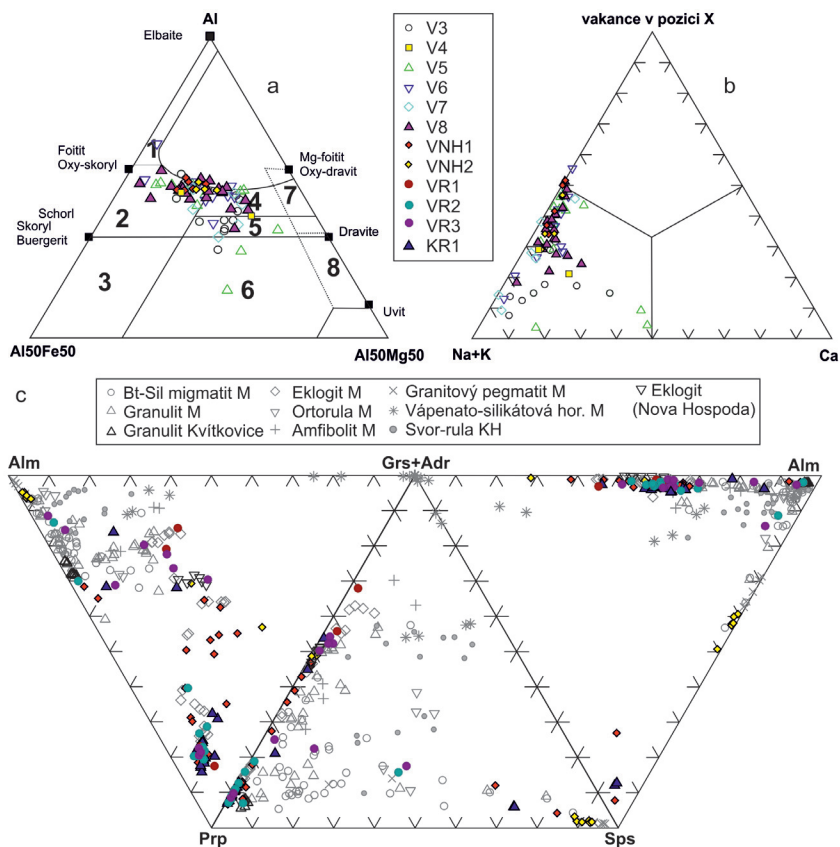 Al
Elbaite
a
1
Foitit
Oxy-skoryl
Mg-foitit
Oxy-dravit
7
4
2
Schorl
Skoryl
Buergerit
5
Dravite
3
8
6
Uvit
Al50Fe50
Al50Mg50
V3
V4
V5
V6
V7
V8
VNH1
VNH2
VR1
VR2
VR3
KR1
vakance v pozici X
b
Na+K
Ca
c
Bt-Sil migmatit M
Granulit M
Granulit Kvítkovice
Eklogit M
Ortorula M
Amfibolit M
Granitový pegmatit M
Vápenato-silikátová hor. M
Svor-rula KH
Eklogit
(Nova Hospoda)
Alm
Grs+Adr
Alm
Prp
Sps